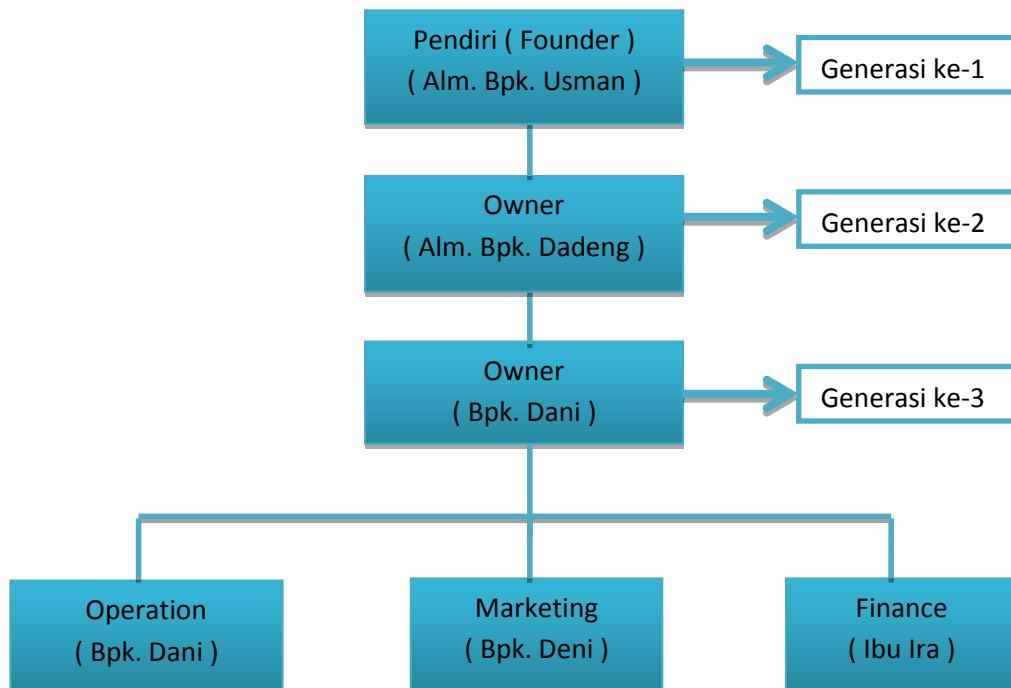 Pendiri ( Founder )
( Alm. Bpk. Usman )
Generasi ke-1
Owner
( Alm. Bpk. Dadeng )
Generasi ke-2
Owner
( Bpk. Dani )
Generasi ke-3
Operation
( Bpk. Dani )
Marketing
( Bpk. Deni )
Finance
( Ibu Ira )